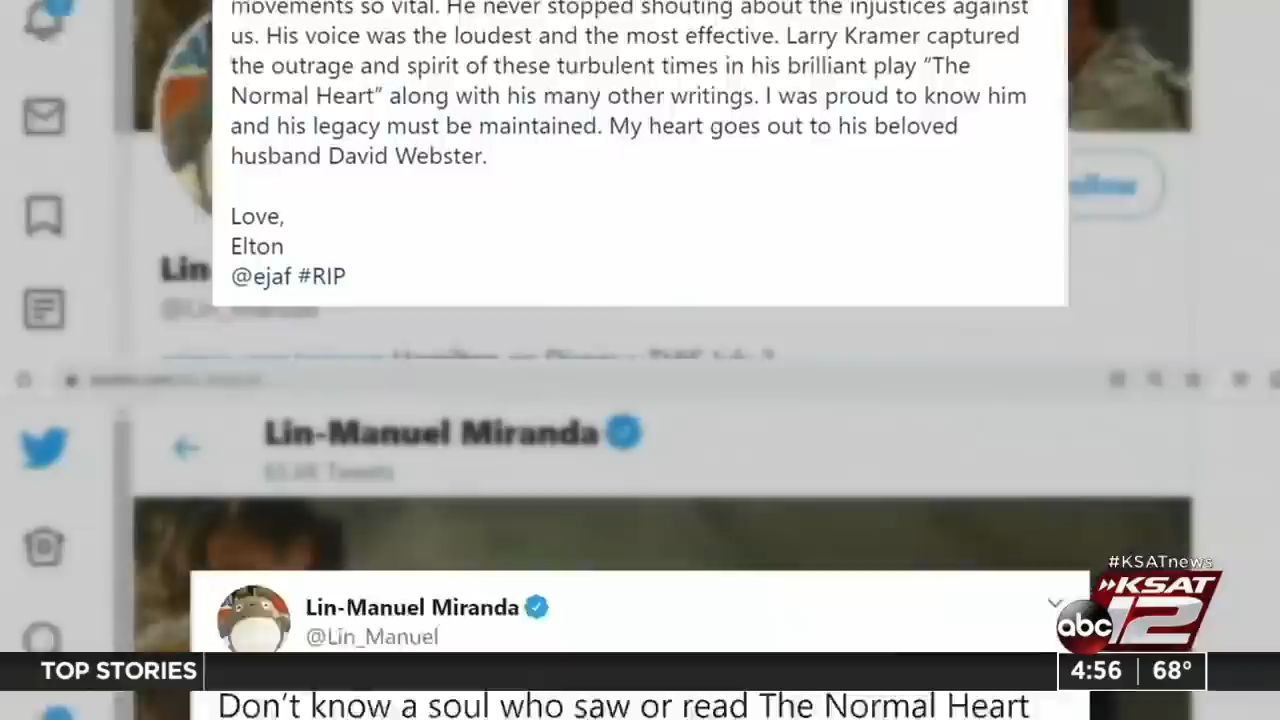 movements so vital. He never stopped shouting about the injustices against
us. His voice was the loudest and the most effective. Larry Kramer captured
the outrage and spirit of these turbulent times in his brilliant play “The
Normal Heart” along with his many other writings. I was proud to know him
and his legacy must be maintained. My heart goes out to his beloved
husband David Webster.
Love,
Elton
@ejaf #RIP
Lin
Lin-Manuel Miranda
Tweets
#KSATnews
»KSAT
abc 12
Lin-Manuel Miranda
@Lin_Manuel
TOP STORIES
4:56 68°
Don’t know a soul who saw or read The Normal Heart